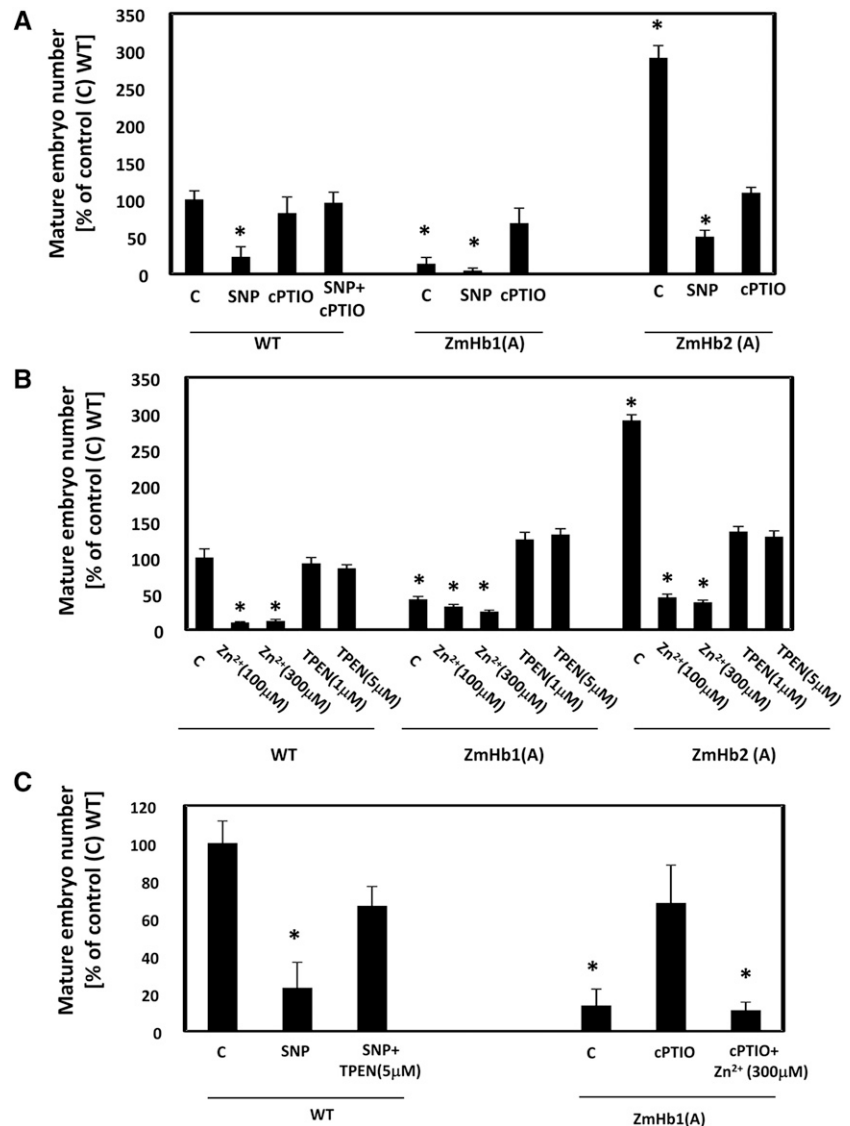 A
Mature embryo number
[% of control (C) WT]
350
300
250
200
150
100
50
0
*
*
*
*
*
C
SNP
cPTIO
SNP+
cPTIO
C
SNP
cPTIO
C
SNP
cPTIO
WT
ZmHb1(A)
ZmHb2 (A)
B
Mature embryo number
[% of control (C) WT]
350
300
250
200
150
100
50
0
*
*
*
*
*
*
*
*
C
Zn²⁺(100μM)
Zn²⁺(300μM)
TPEN(1μM)
TPEN(5μM)
C
Zn²⁺(100μM)
Zn²⁺(300μM)
TPEN(1μM)
TPEN(5μM)
C
Zn²⁺(100μM)
Zn²⁺(300μM)
TPEN(1μM)
TPEN(5μM)
WT
ZmHb1(A)
ZmHb2 (A)
C
Mature embryo number
[% of control (C) WT]
120
100
80
60
40
20
0
*
*
*
C
SNP
SNP+
TPEN(5μM)
C
cPTIO
cPTIO+
Zn²⁺ (300μM)
WT
ZmHb1(A)